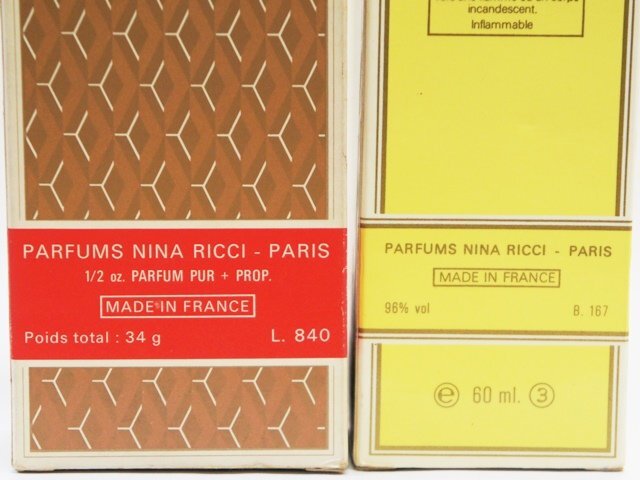 PARFUMS NINA RICCI - PARIS
1/2 oz. PARFUM PUR + PROP.
MADE IN FRANCE
Poids total : 34 g
L. 840
incandescent.
Inflammable
PARFUMS NINA RICCI - PARIS
MADE IN FRANCE
96% vol
B. 167
e 60 ml. 3